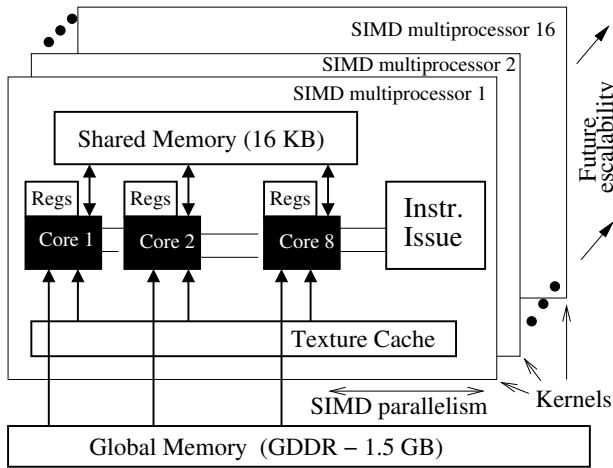 SIMD multiprocessor 16
SIMD multiprocessor 2
SIMD multiprocessor 1
Shared Memory (16 KB)
Regs Regs Regs
Core 1 Core 2 Core 8
Instr.
Issue
Texture Cache
SIMD parallelism
Kernels
Future
escalability
Global Memory (GDDR − 1.5 GB)